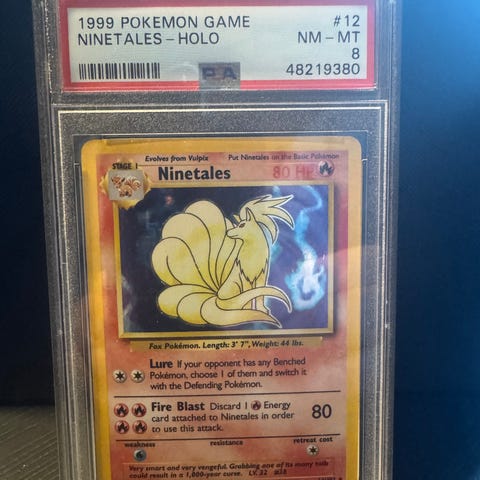 1999 POKEMON GAME #12
NINETALES - HOLO NM - MT
8
PSA 48219380
STAGE 1 Evolves from Vulpix Put Ninetales on the Basic Pokémon
Ninetales 80 HP
Fox Pokémon. Length: 3' 7", Weight: 44 lbs.
Lure If your opponent has any Benched
Pokémon, choose 1 of them and switch it
with the Defending Pokémon.
Fire Blast Discard 1 Energy
card attached to Ninetales in order
to use this attack.
80
weakness resistance retreat cost
Very smart and very vengeful. Grabbing one of its many tails
could result in a 1,000-year curse. LV. 32 #38